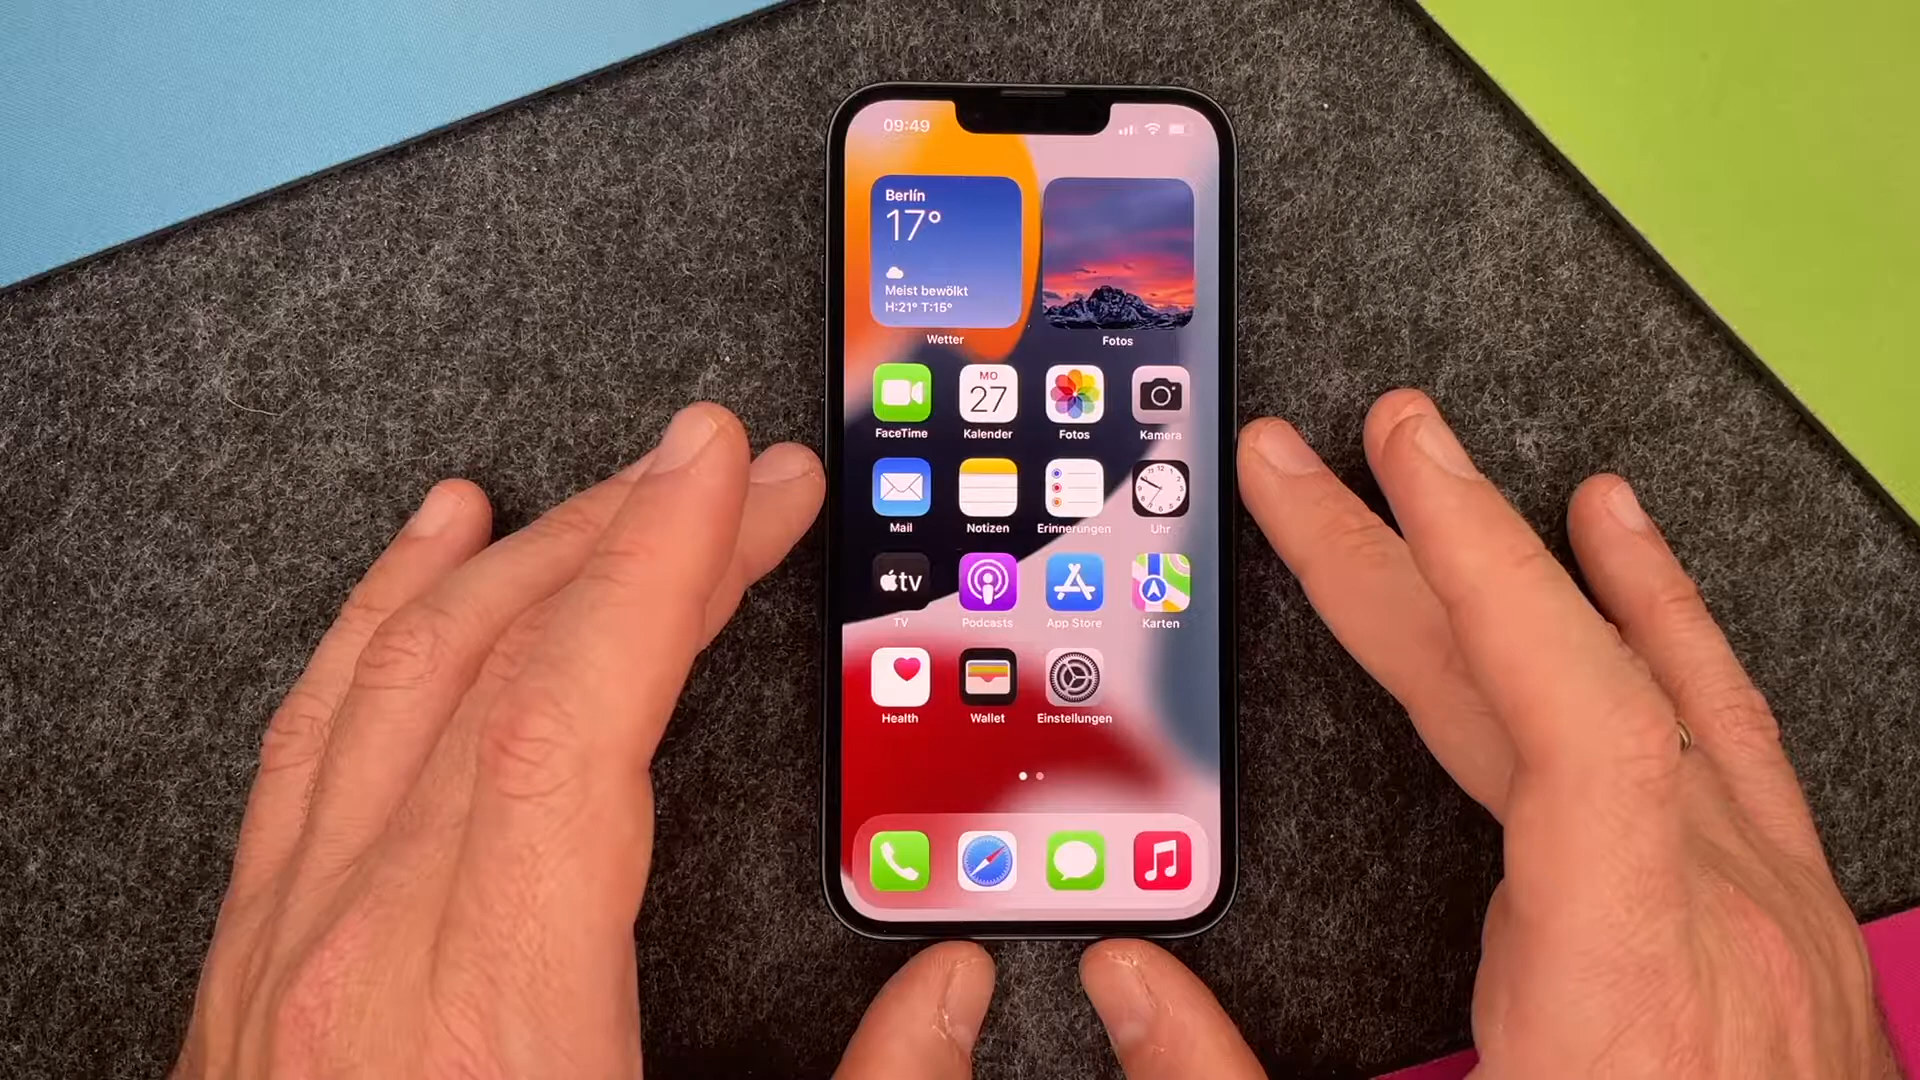 09:49
Berlín
17°
Meist bewölkt
H:21° T:15°
Wetter
Fotos
MO
27
FaceTime
Kalender
Fotos
Kamera
Mail
Notizen
Erinnerungen
Uhr
tv
TV
Podcasts
App Store
Karten
Health
Wallet
Einstellungen